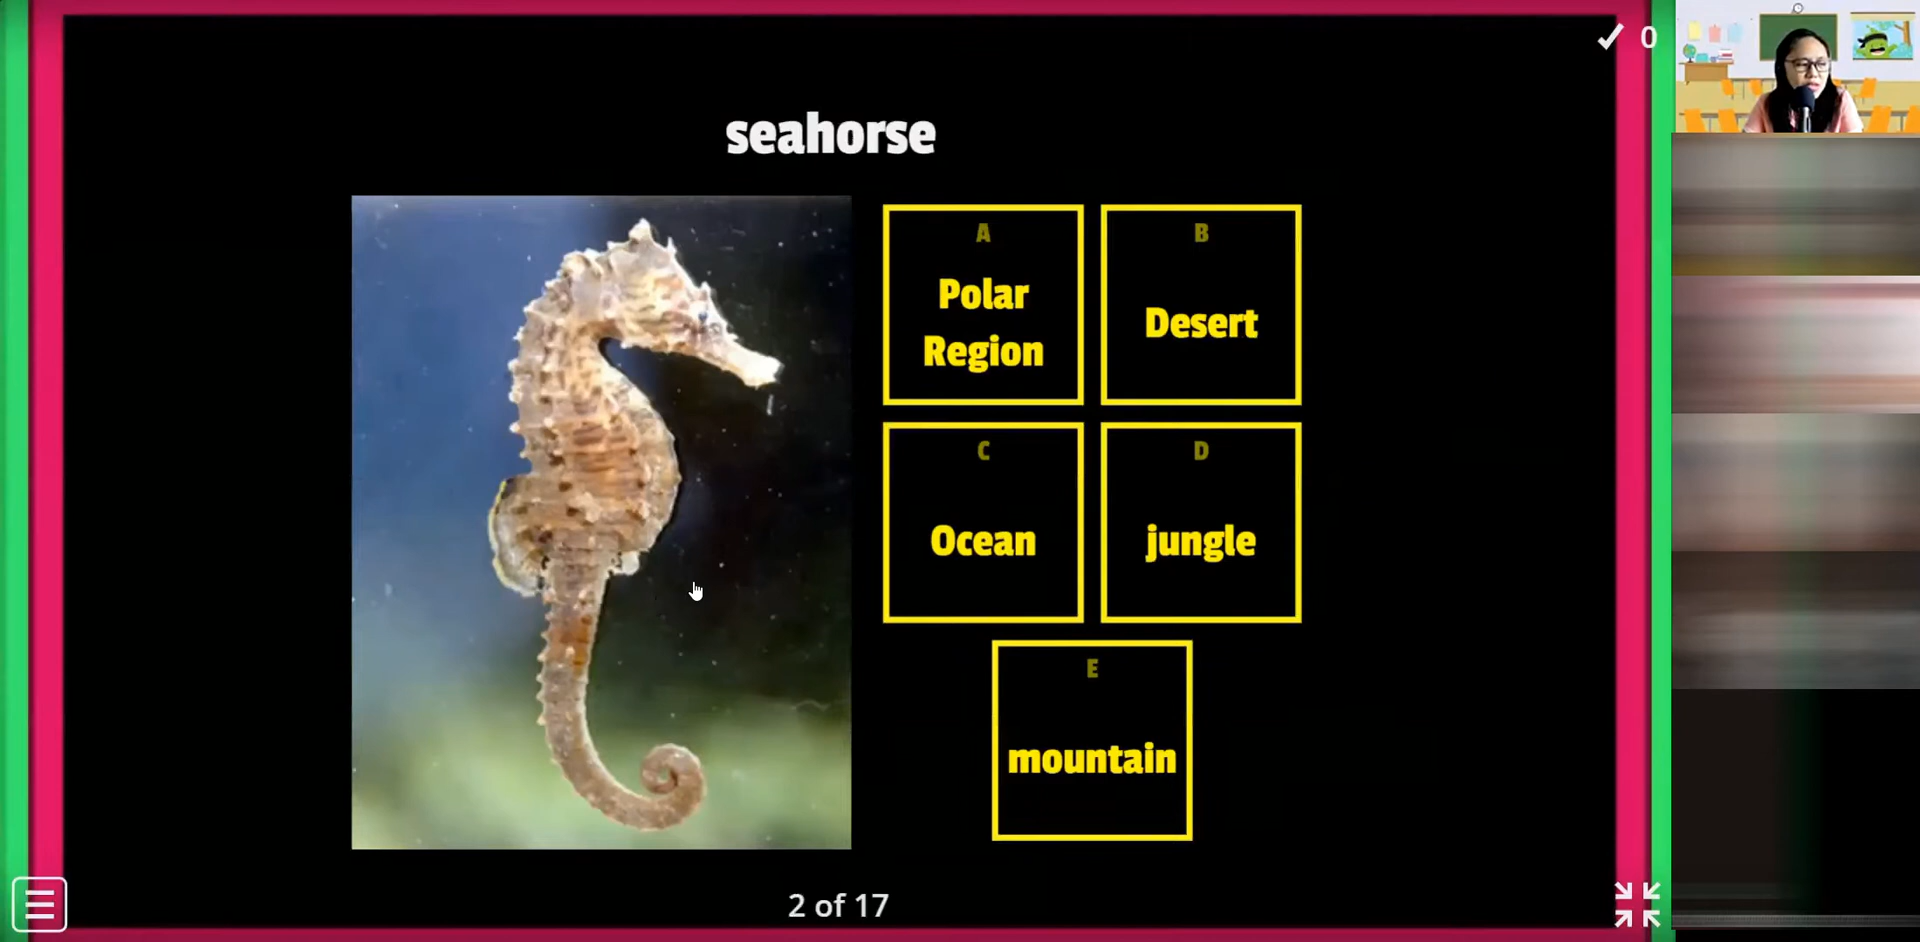 0
seahorse
A
Polar
Region
B
Desert
C
Ocean
D
jungle
E
mountain
2 of 17